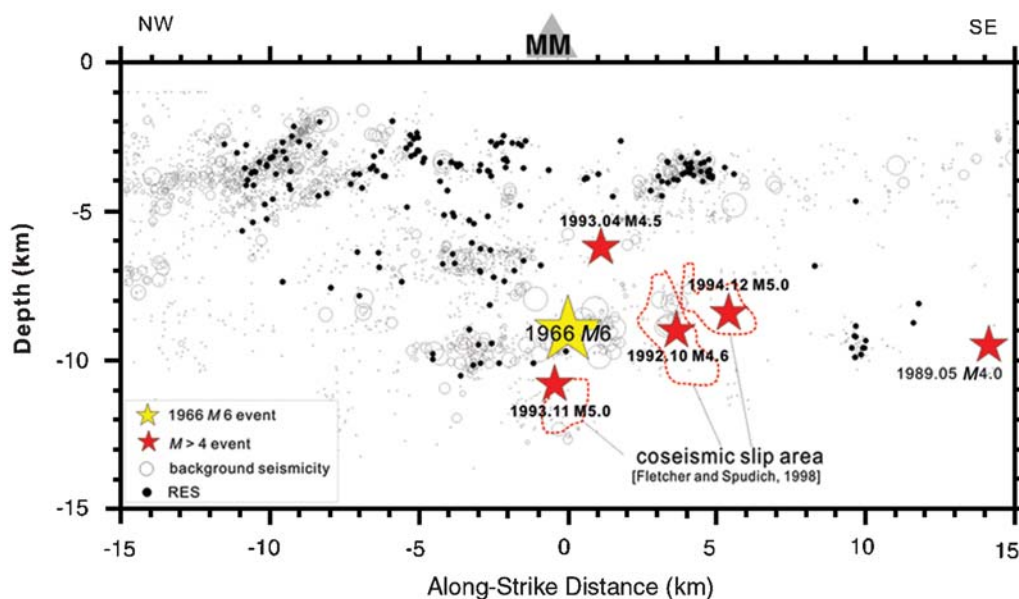 NW
MM
SE
0
-5
-10
-15
Depth (km)
1993.04 M4.5
1994.12 M5.0
1966 M6
1992.10 M4.6
1989.05 M4.0
1993.11 M5.0
1966 M 6 event
M > 4 event
background seismicity
RES
coseismic slip area
[Fletcher and Spudich, 1998]
-15 -10 -5 0 5 10 15
Along-Strike Distance (km)